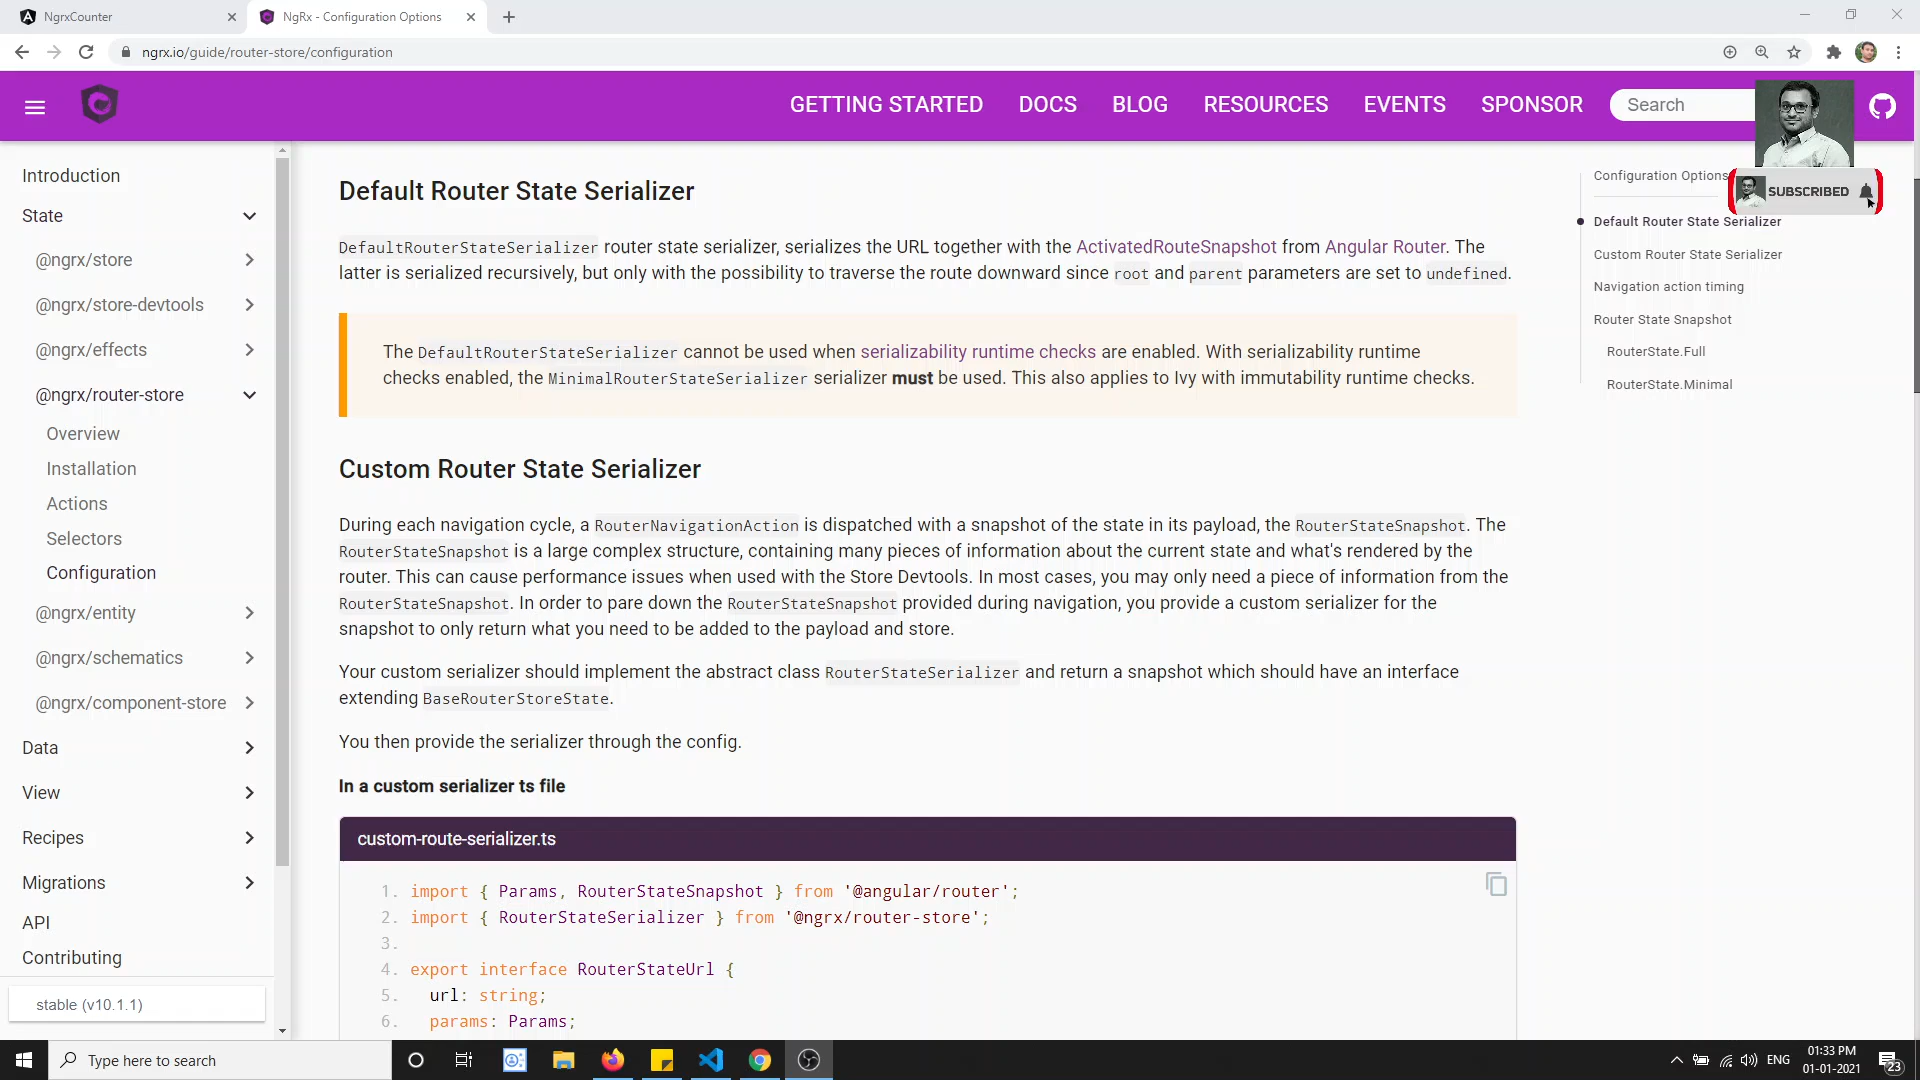 NgrxCounter
NgRx - Configuration Options
ngrx.io/guide/router-store/configuration
GETTING STARTED DOCS BLOG RESOURCES EVENTS SPONSOR Search
SUBSCRIBED
Introduction
State
@ngrx/store
@ngrx/store-devtools
@ngrx/effects
@ngrx/router-store
Overview
Installation
Actions
Selectors
Configuration
@ngrx/entity
@ngrx/schematics
@ngrx/component-store
Data
View
Recipes
Migrations
API
Contributing
stable (v10.1.1)
Default Router State Serializer
DefaultRouterStateSerializer router state serializer, serializes the URL together with the ActivatedRouteSnapshot from Angular Router. The
latter is serialized recursively, but only with the possibility to traverse the route downward since root and parent parameters are set to undefined.
The DefaultRouterStateSerializer cannot be used when serializability runtime checks are enabled. With serializability runtime
checks enabled, the MinimalRouterStateSerializer serializer must be used. This also applies to Ivy with immutability runtime checks.
Custom Router State Serializer
During each navigation cycle, a RouterNavigationAction is dispatched with a snapshot of the state in its payload, the RouterStateSnapshot. The
RouterStateSnapshot is a large complex structure, containing many pieces of information about the current state and what's rendered by the
router. This can cause performance issues when used with the Store Devtools. In most cases, you may only need a piece of information from the
RouterStateSnapshot. In order to pare down the RouterStateSnapshot provided during navigation, you provide a custom serializer for the
snapshot to only return what you need to be added to the payload and store.
Your custom serializer should implement the abstract class RouterStateSerializer and return a snapshot which should have an interface
extending BaseRouterStoreState.
You then provide the serializer through the config.
In a custom serializer ts file
custom-route-serializer.ts
1. import { Params, RouterStateSnapshot } from '@angular/router';
2. import { RouterStateSerializer } from '@ngrx/router-store';
3.
4. export interface RouterStateUrl {
5. url: string;
6. params: Params;
Configuration Options
Default Router State Serializer
Custom Router State Serializer
Navigation action timing
Router State Snapshot
RouterState.Full
RouterState.Minimal
Type here to search
ENG
01:33 PM
01-01-2021
23